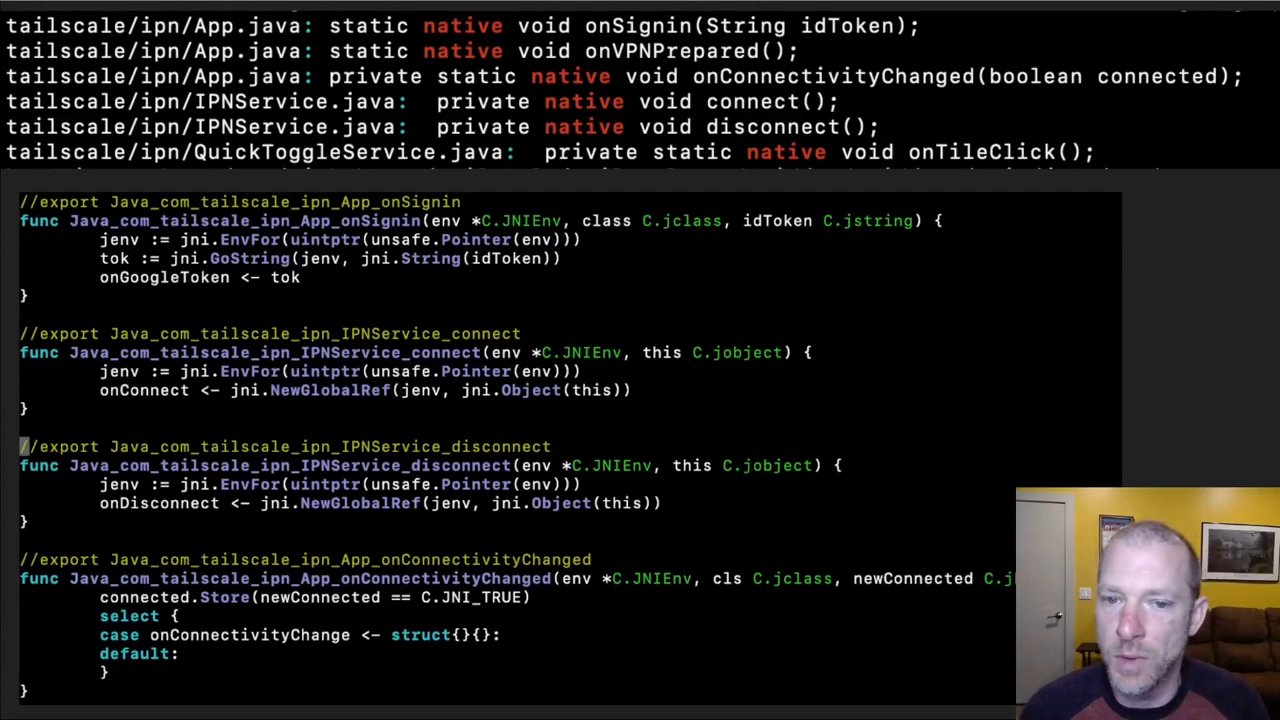 tailscale/ipn/App.java: static native void onSignin(String idToken);
tailscale/ipn/App.java: static native void onVPNPrepared();
tailscale/ipn/App.java: private static native void onConnectivityChanged(boolean connected);
tailscale/ipn/IPNService.java:  private native void connect();
tailscale/ipn/IPNService.java:  private native void disconnect();
tailscale/ipn/QuickToggleService.java:  private static native void onTileClick();
//export Java_com_tailscale_ipn_App_onSignin
func Java_com_tailscale_ipn_App_onSignin(env *C.JNIEnv, class C.jclass, idToken C.jstring) {
        jenv := jni.EnvFor(uintptr(unsafe.Pointer(env)))
        tok := jni.GoString(jenv, jni.String(idToken))
        onGoogleToken <- tok
}
//export Java_com_tailscale_ipn_IPNService_connect
func Java_com_tailscale_ipn_IPNService_connect(env *C.JNIEnv, this C.jobject) {
        jenv := jni.EnvFor(uintptr(unsafe.Pointer(env)))
        onConnect <- jni.NewGlobalRef(jenv, jni.Object(this))
}
//export Java_com_tailscale_ipn_IPNService_disconnect
func Java_com_tailscale_ipn_IPNService_disconnect(env *C.JNIEnv, this C.jobject) {
        jenv := jni.EnvFor(uintptr(unsafe.Pointer(env)))
        onDisconnect <- jni.NewGlobalRef(jenv, jni.Object(this))
}
//export Java_com_tailscale_ipn_App_onConnectivityChanged
func Java_com_tailscale_ipn_App_onConnectivityChanged(env *C.JNIEnv, cls C.jclass, newConnected
        connected.Store(newConnected == C.JNI_TRUE)
        select {
        case onConnectivityChange <- struct{}{}:
        default:
        }
}